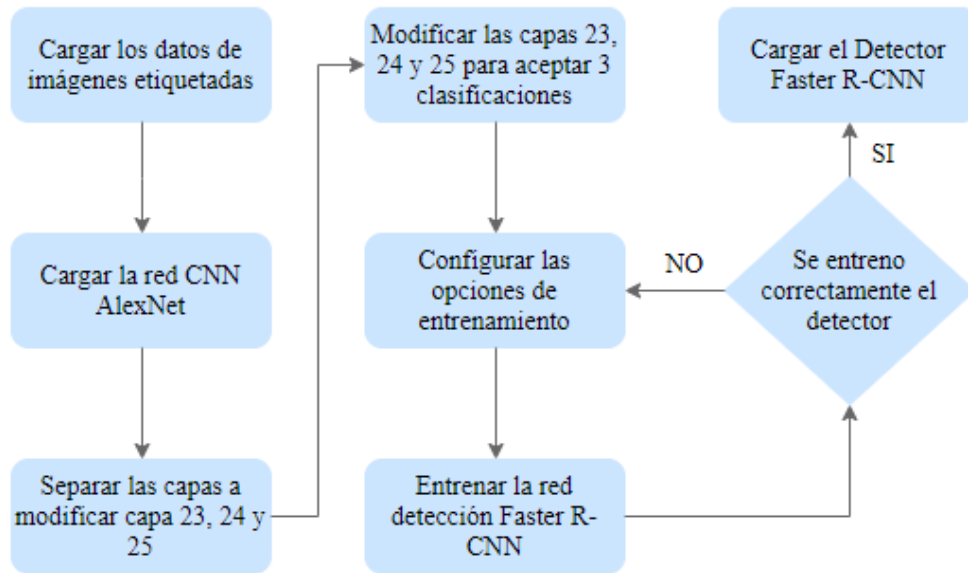 Cargar los datos de
imágenes etiquetadas
Cargar la red CNN
AlexNet
Separar las capas a
modificar capa 23, 24 y
25
Modificar las capas 23,
24 y 25 para aceptar 3
clasificaciones
Configurar las
opciones de
entrenamiento
Entrenar la red
detección Faster R-
CNN
Se entreno
correctamente el
detector
NO
SI
Cargar el Detector
Faster R-CNN